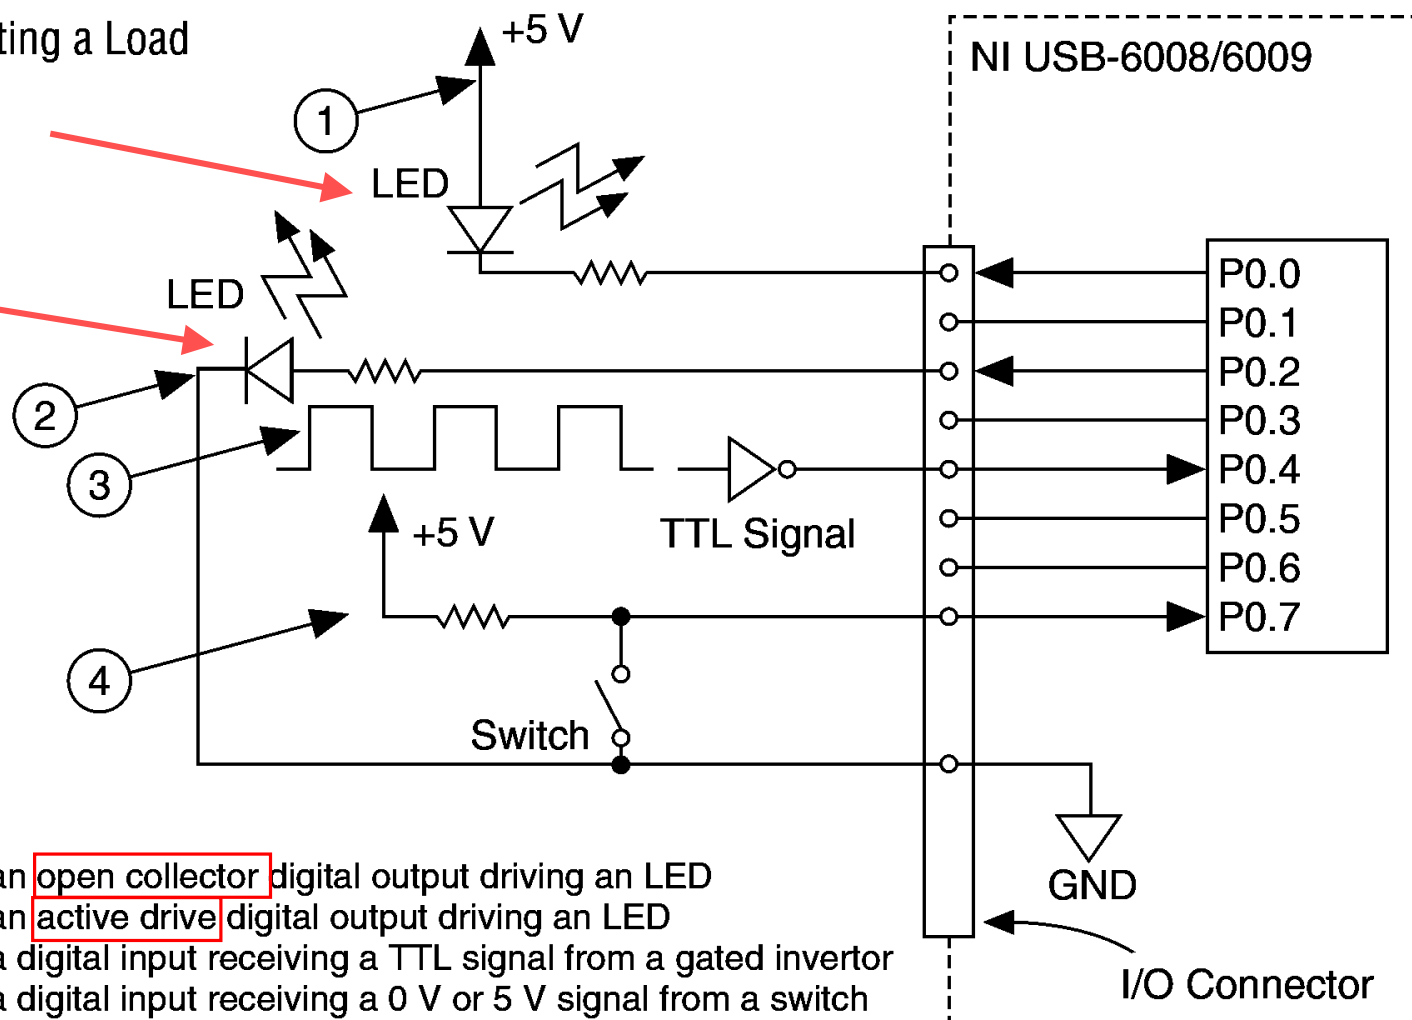 ting a Load
+5 V
NI USB-6008/6009
1
LED
LED
P0.0
P0.1
P0.2
2
P0.3
3
P0.4
+5 V
TTL Signal
P0.5
P0.6
P0.7
4
Switch
GND
an open collector digital output driving an LED
an active drive digital output driving an LED
a digital input receiving a TTL signal from a gated invertor
a digital input receiving a 0 V or 5 V signal from a switch
I/O Connector